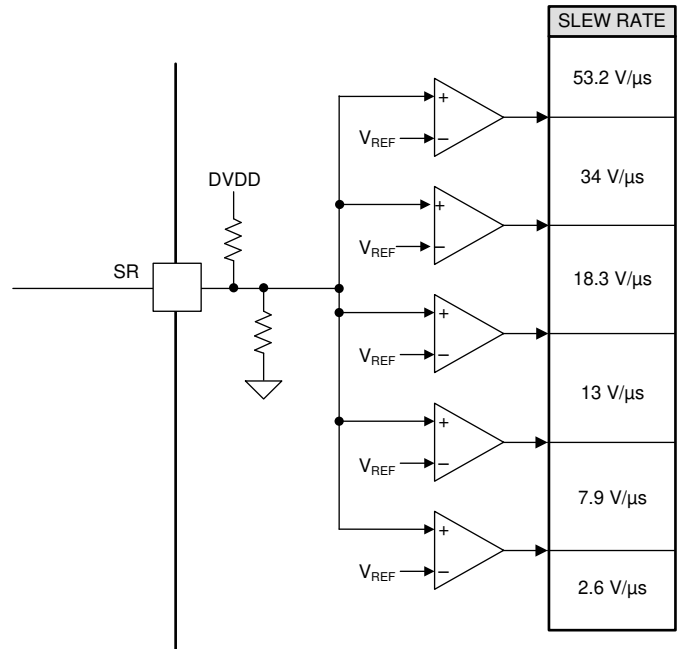 SLEW RATE
53.2 V/µs
+
VREF
−
34 V/µs
DVDD
+
VREF
−
SR
18.3 V/µs
+
VREF
−
13 V/µs
+
VREF
−
7.9 V/µs
+
VREF
−
2.6 V/µs